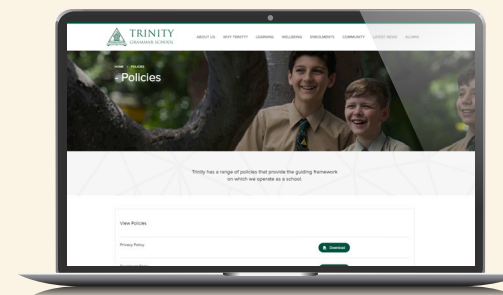 TRINITY
GRAMMAR SCHOOL
ABOUT US WHY TRINITY LEARNING WELLBEING ENROLMENTS COMMUNITY LATEST NEWS ALUMNI
HOME POLICIES
Policies
Trinity has a range of policies that provide the guiding framework
on which we operate as a school.
View Policies
Privacy Policy
Download